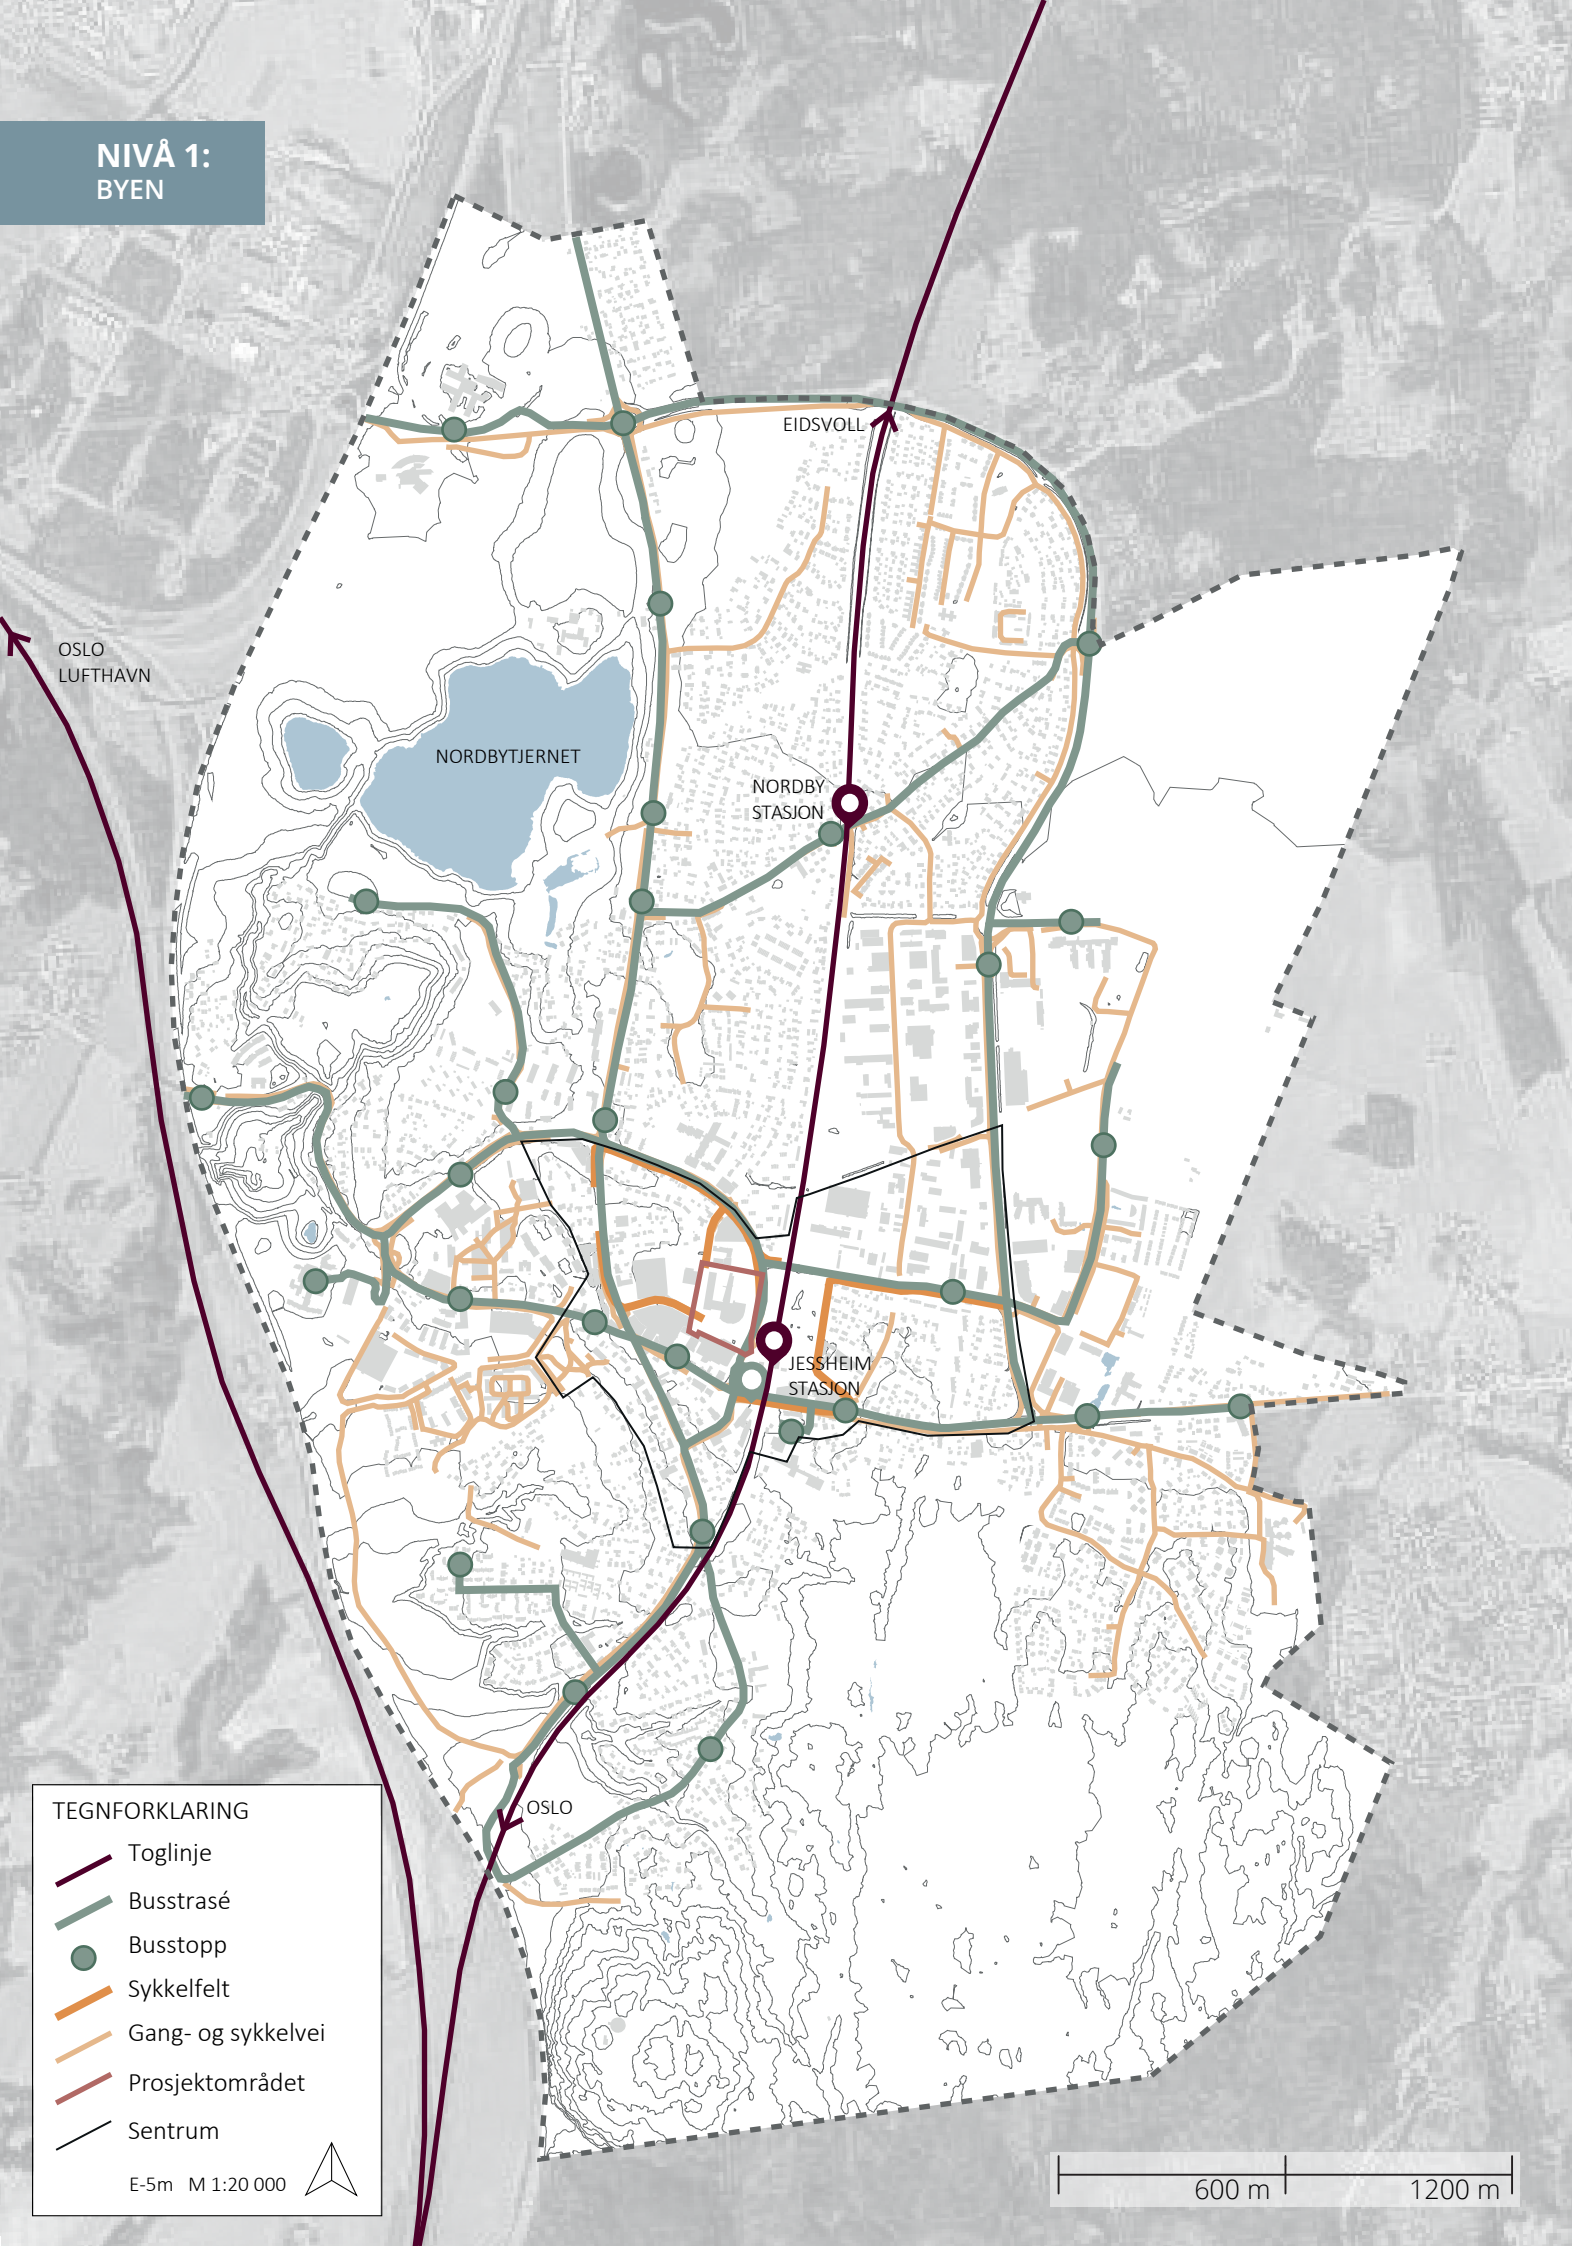 NIVÅ 1:
BYEN
EIDSVOLL
OSLO
LUFTHAVN
NORDBYTJERNET
NORDBY
STASJON
JESSHEIM
STASJON
OSLO
TEGNFORKLARING
Toglinje
Busstrasé
Busstopp
Sykkelfelt
Gang- og sykkelvei
Prosjektområdet
Sentrum
E-5m M 1:20 000
600 m
1200 m